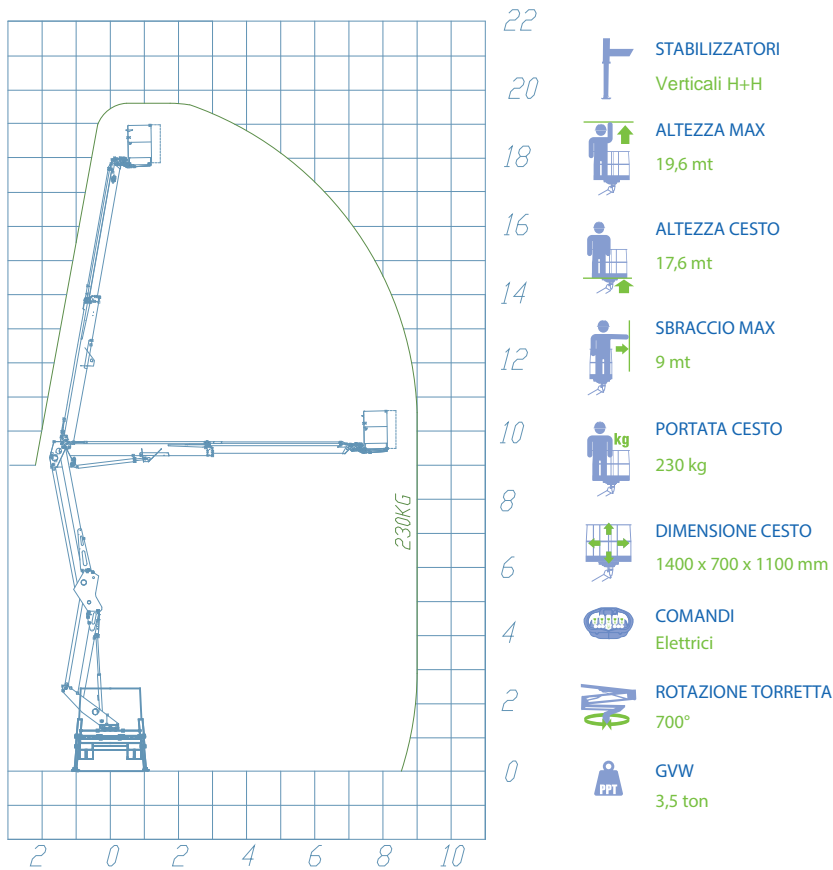 22
20
18
16
14
12
10
8
6
4
2
0
2 0 2 4 6 8 10
230KG
STABILIZZATORI
Verticali H+H
ALTEZZA MAX
19,6 mt
ALTEZZA CESTO
17,6 mt
SBRACCIO MAX
9 mt
kg
PORTATA CESTO
230 kg
DIMENSIONE CESTO
1400 x 700 x 1100 mm
COMANDI
Elettrici
ROTAZIONE TORRETTA
700°
PPT
GVW
3,5 ton